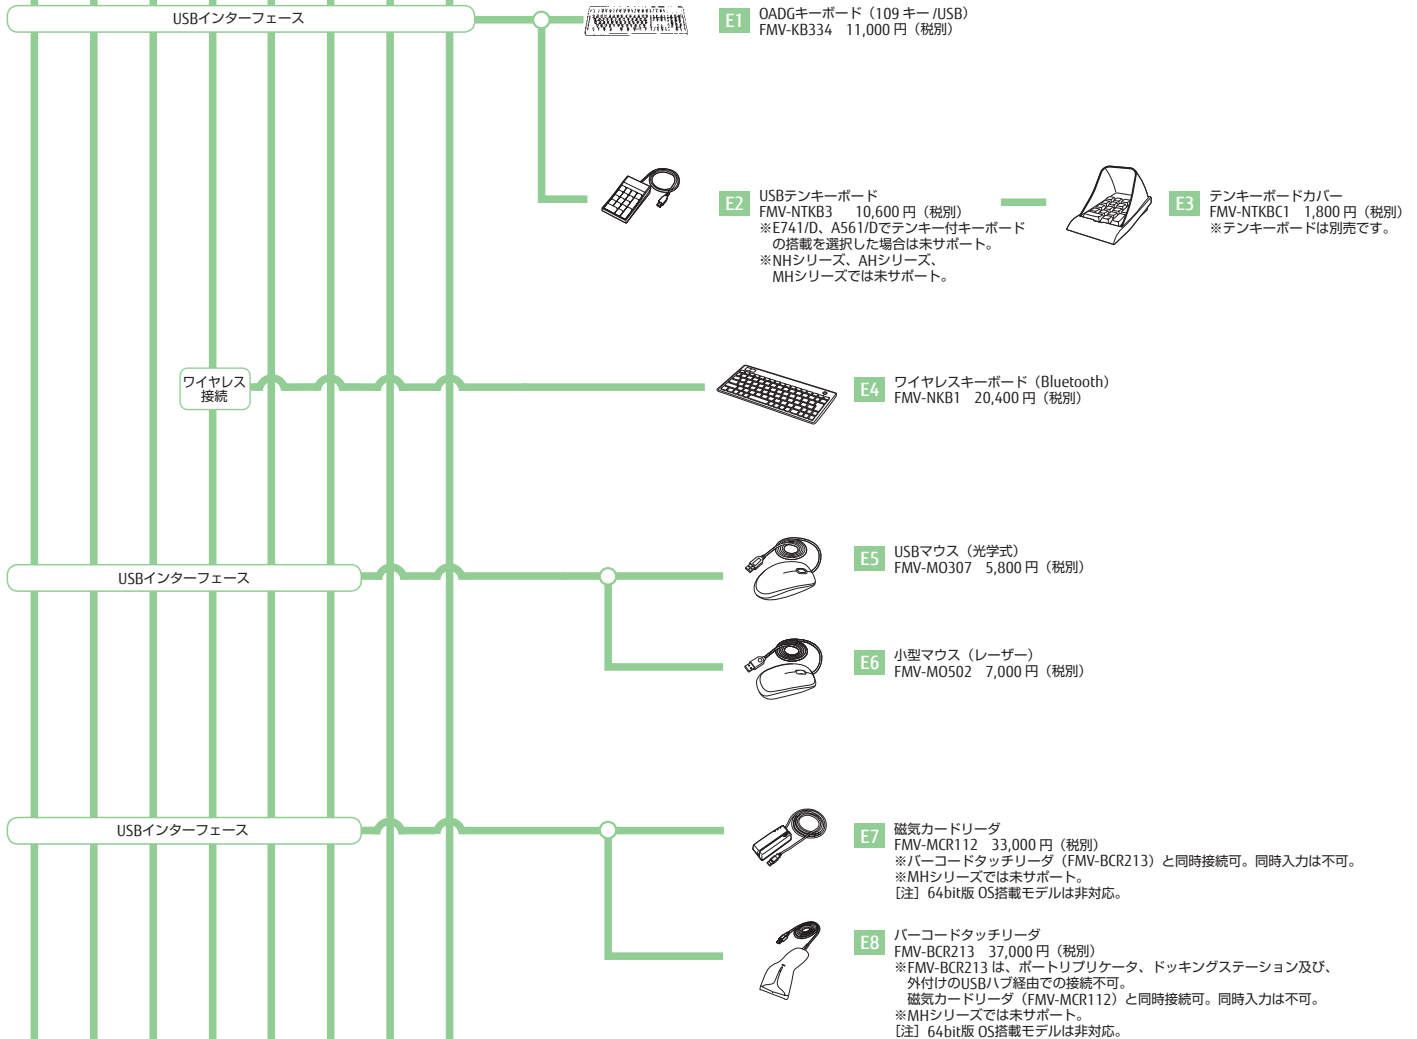 USBインターフェース
E1
OADGキーボード（109 キー /USB）
FMV-KB334 11,000 円（税別）
E2
USBテンキーボード
FMV-NTKB3 10,600 円（税別）
※E741/D、A561/Dでテンキー付キーボード
の搭載を選択した場合は未サポート。
※NHシリーズ、AHシリーズ、
MHシリーズでは未サポート。
E3
テンキーボードカバー
FMV-NTKBC1 1,800 円（税別）
※テンキーボードは別売です。
ワイヤレス
接続
E4
ワイヤレスキーボード（Bluetooth）
FMV-NKB1 20,400 円（税別）
USBインターフェース
E5
USBマウス（光学式）
FMV-MO307 5,800 円（税別）
E6
小型マウス（レーザー）
FMV-MO502 7,000 円（税別）
USBインターフェース
E7
磁気カードリーダ
FMV-MCR112 33,000 円（税別）
※バーコードタッチリーダ（FMV-BCR213）と同時接続可。同時入力は不可。
※MHシリーズでは未サポート。
［注］64bit版 OS搭載モデルは非対応。
E8
バーコードタッチリーダ
FMV-BCR213 37,000 円（税別）
※FMV-BCR213 は、ポートリプリケータ、ドッキングステーション及び、
外付けのUSBハブ経由での接続不可。
磁気カードリーダ（FMV-MCR112）と同時接続可。同時入力は不可。
※MHシリーズでは未サポート。
［注］64bit版 OS搭載モデルは非対応。